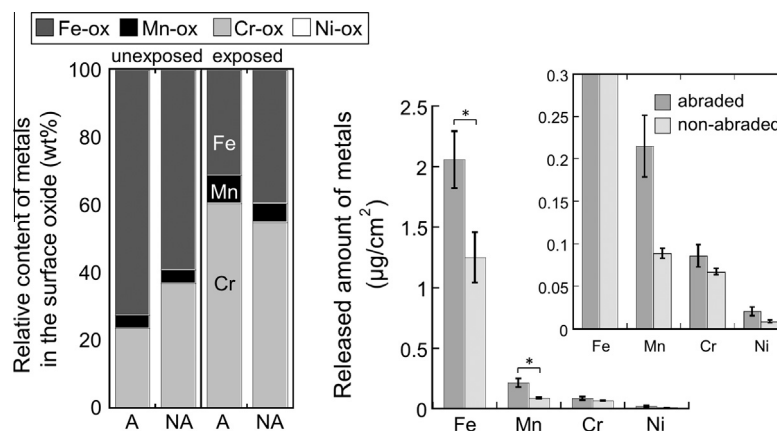 Fe-ox Mn-ox Cr-ox Ni-ox
unexposed exposed
Relative content of metals
in the surface oxide (wt%)
100
80
60
40
20
0
Fe
Mn
Cr
A NA A NA
Released amount of metals
(µg/cm²)
2.5
2
1.5
1
0.5
0
*
*
Fe Mn Cr Ni
0.3
0.25
0.2
0.15
0.1
0.05
0
abraded
non-abraded
Fe Mn Cr Ni